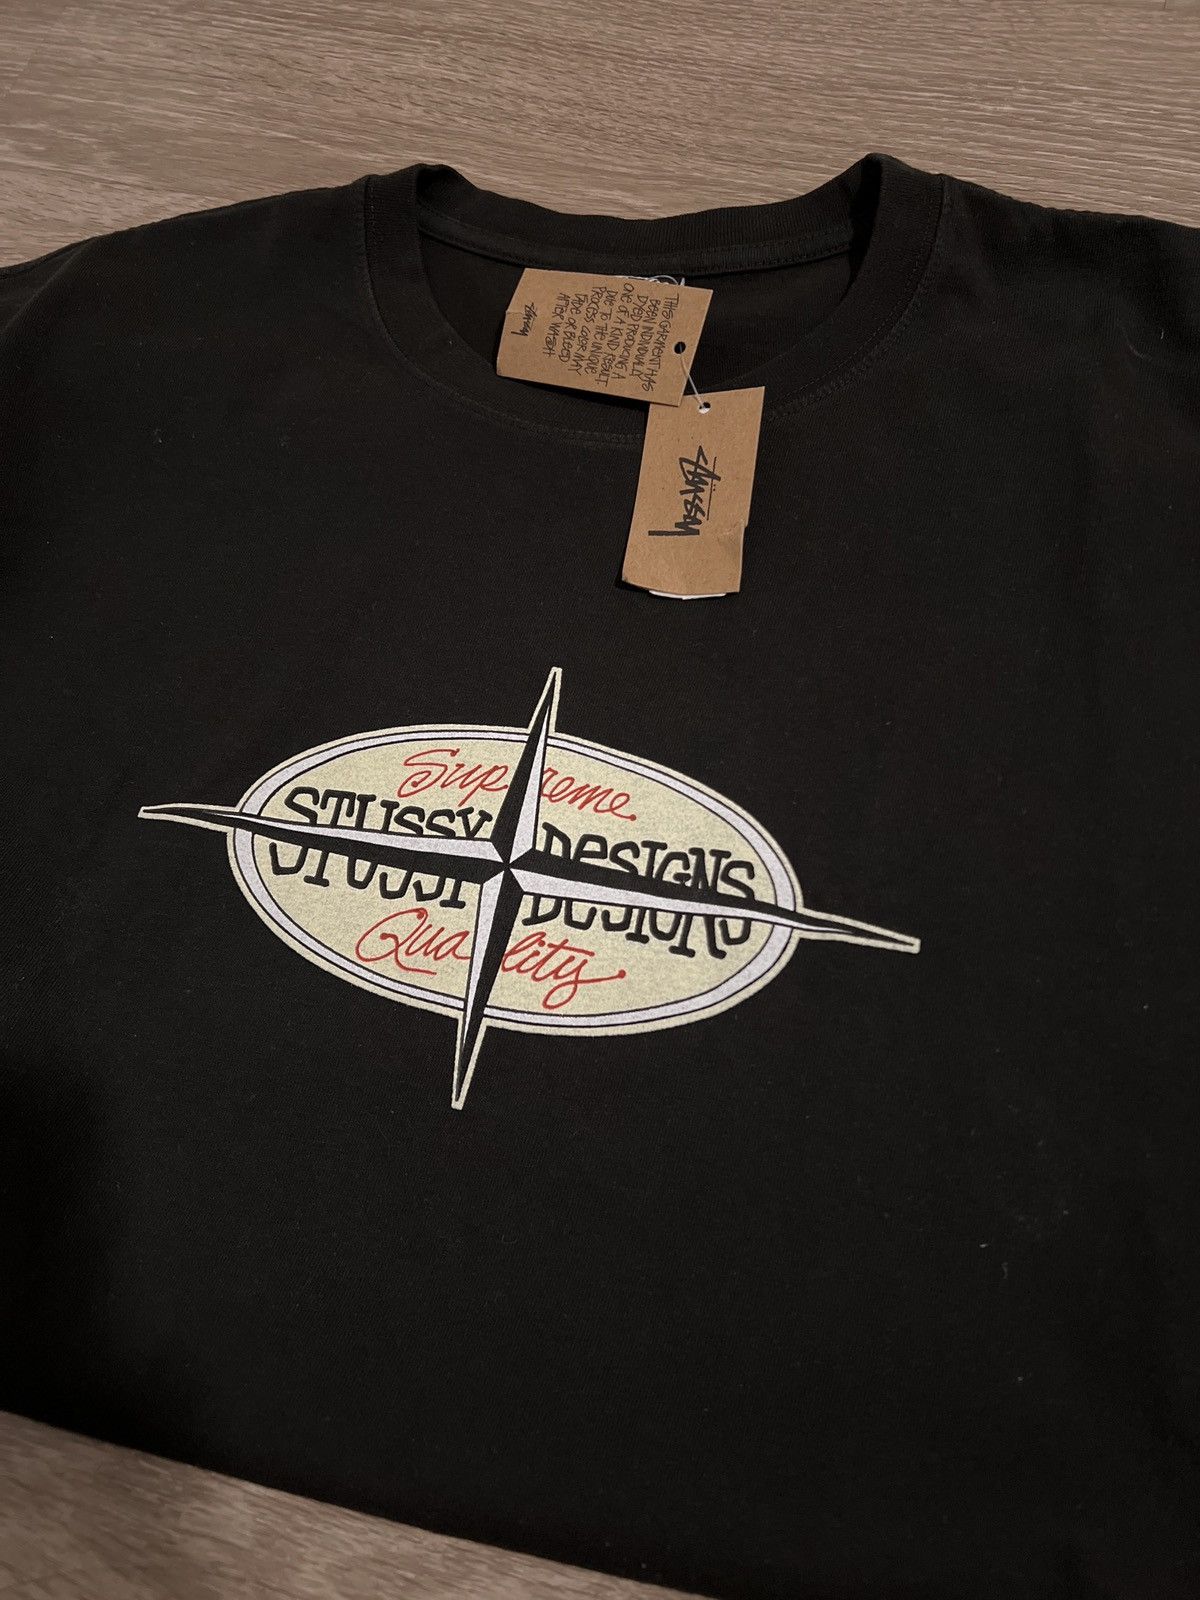 THIS GARMENT HAS
BEEN INDIVIDUALLY
DYED PRODUCING A
ONE OF A KIND RESULT.
DUE TO THE UNIQUE
PROCESS COLOR MAY
FADE OR BLEED
AFTER WASH
STÜSSY
STÜSSY
Supreme
STUSSY DESIGNS
Quality